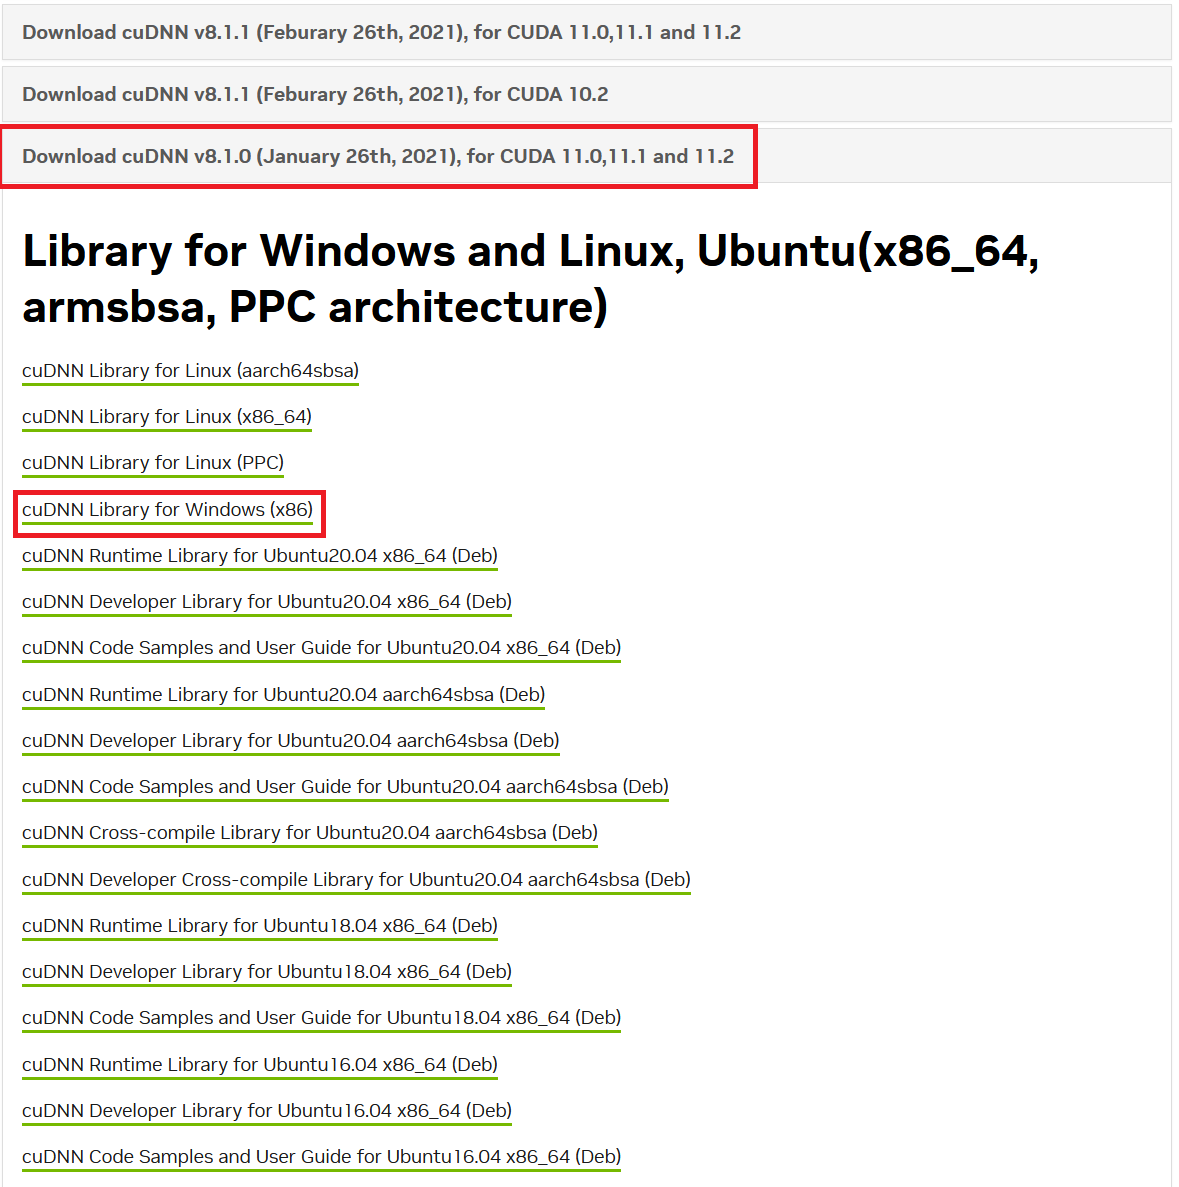 Download cuDNN v8.1.1 (Feburary 26th, 2021), for CUDA 11.0,11.1 and 11.2
Download cuDNN v8.1.1 (Feburary 26th, 2021), for CUDA 10.2
Download cuDNN v8.1.0 (January 26th, 2021), for CUDA 11.0,11.1 and 11.2
Library for Windows and Linux, Ubuntu(x86_64,
armsbsa, PPC architecture)
cuDNN Library for Linux (aarch64sbsa)
cuDNN Library for Linux (x86_64)
cuDNN Library for Linux (PPC)
cuDNN Library for Windows (x86)
cuDNN Runtime Library for Ubuntu20.04 x86_64 (Deb)
cuDNN Developer Library for Ubuntu20.04 x86_64 (Deb)
cuDNN Code Samples and User Guide for Ubuntu20.04 x86_64 (Deb)
cuDNN Runtime Library for Ubuntu20.04 aarch64sbsa (Deb)
cuDNN Developer Library for Ubuntu20.04 aarch64sbsa (Deb)
cuDNN Code Samples and User Guide for Ubuntu20.04 aarch64sbsa (Deb)
cuDNN Cross-compile Library for Ubuntu20.04 aarch64sbsa (Deb)
cuDNN Developer Cross-compile Library for Ubuntu20.04 aarch64sbsa (Deb)
cuDNN Runtime Library for Ubuntu18.04 x86_64 (Deb)
cuDNN Developer Library for Ubuntu18.04 x86_64 (Deb)
cuDNN Code Samples and User Guide for Ubuntu18.04 x86_64 (Deb)
cuDNN Runtime Library for Ubuntu16.04 x86_64 (Deb)
cuDNN Developer Library for Ubuntu16.04 x86_64 (Deb)
cuDNN Code Samples and User Guide for Ubuntu16.04 x86_64 (Deb)